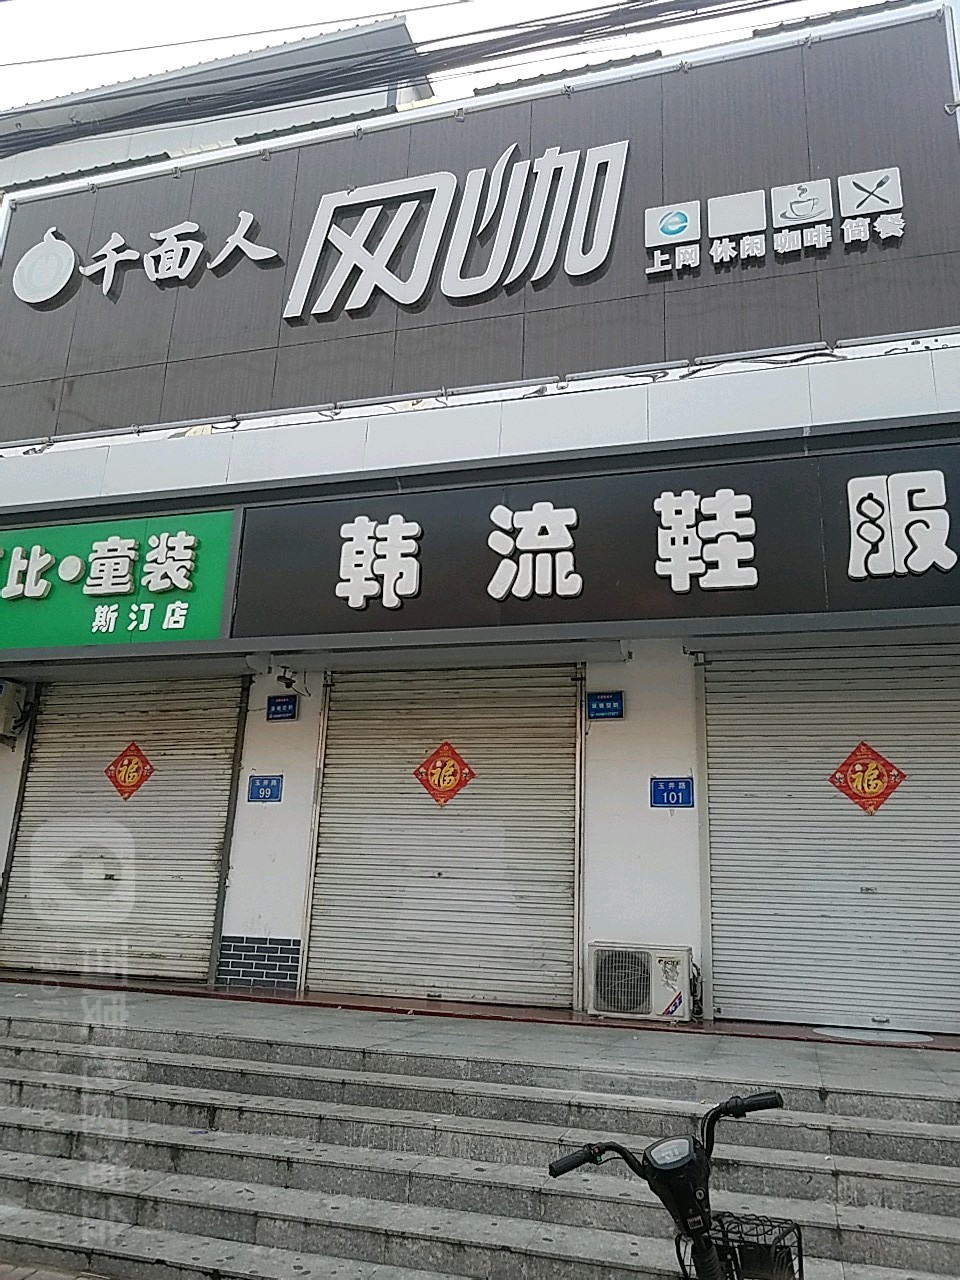 千面人 网咖
上网 休闲 咖啡 简餐
比·童装
斯汀店
韩流鞋服
福
福
福
玉井路
99
玉井路
101